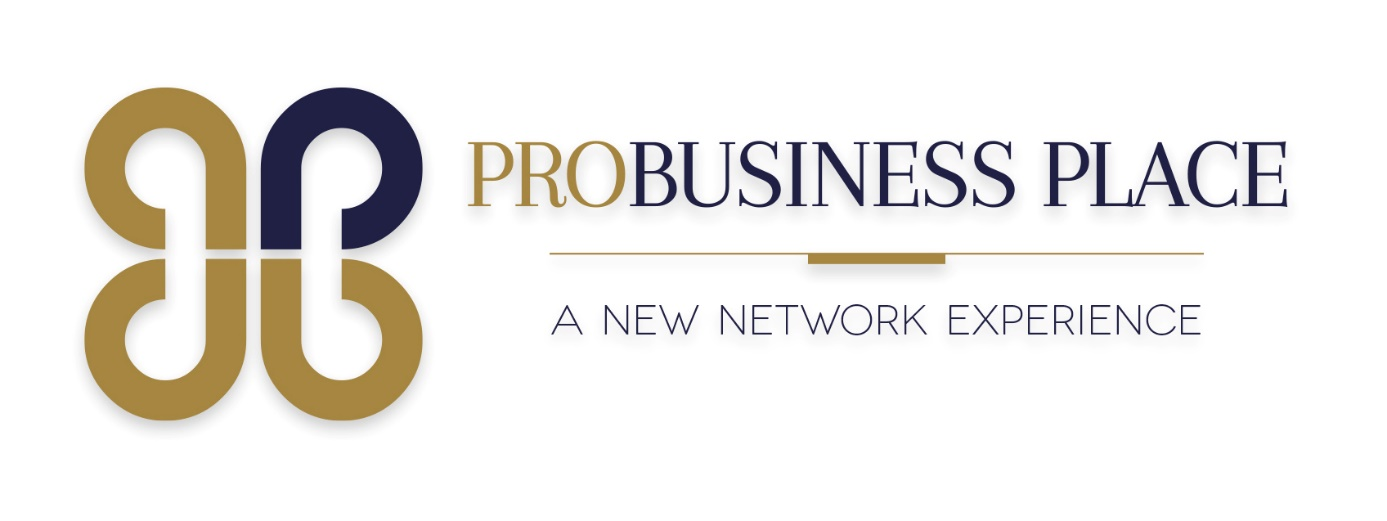 PROBUSINESS PLACE
A NEW NETWORK EXPERIENCE